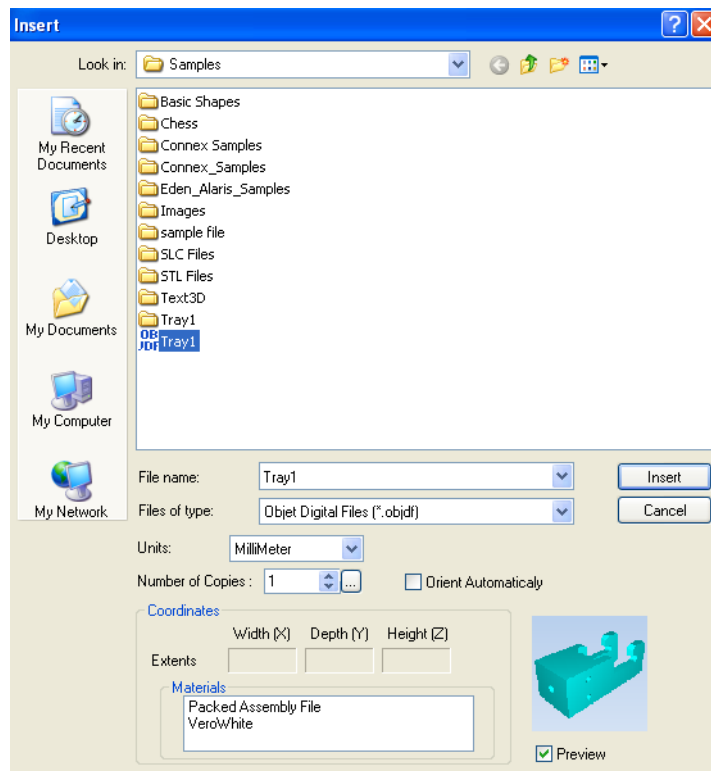 Insert
Look in: Samples
My Recent Documents
Desktop
My Documents
My Computer
My Network
Basic Shapes
Chess
Connex Samples
Connex_Samples
Eden_Alaris_Samples
Images
sample file
SLC Files
STL Files
Text3D
Tray1
OB JDF Tray1
File name: Tray1 Insert
Files of type: Objet Digital Files (*.objdf) Cancel
Units: MilliMeter
Number of Copies : 1 ... Orient Automaticaly
Coordinates
Width (X) Depth (Y) Height (Z)
Extents
Materials
Packed Assembly File
VeroWhite
Preview